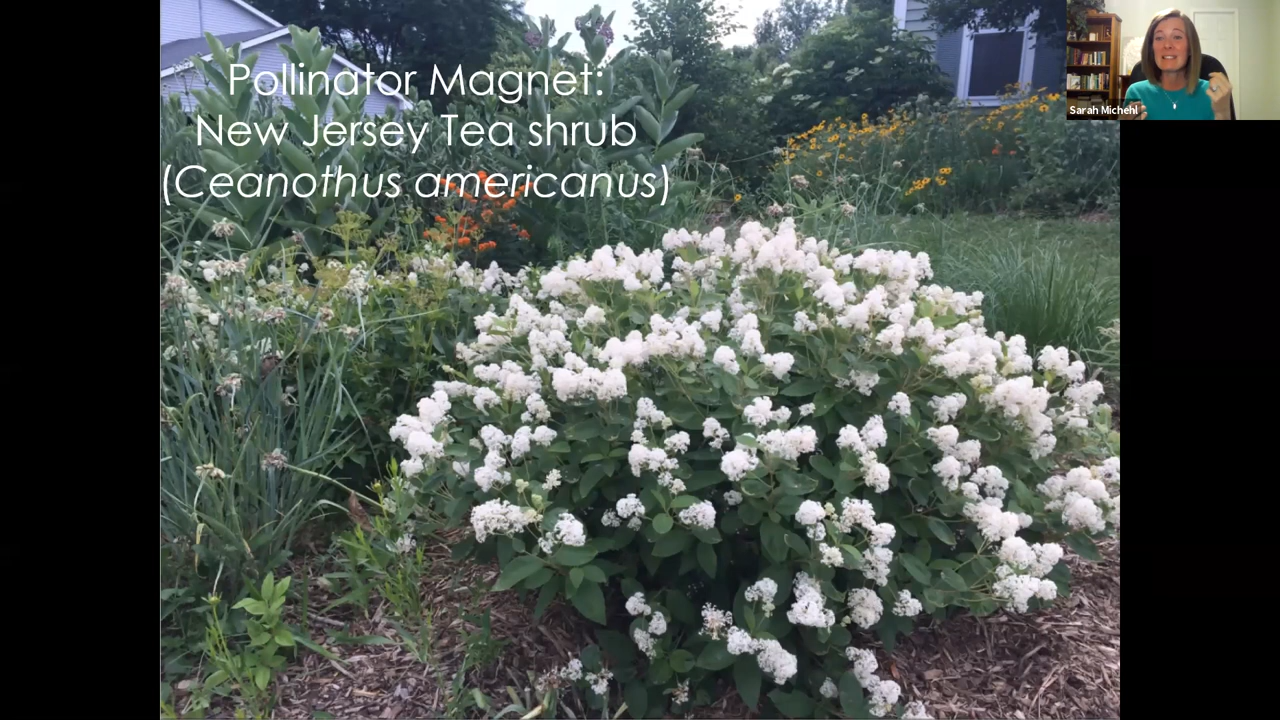 Pollinator Magnet:
New Jersey Tea shrub
(Ceanothus americanus)
Sarah Michehl